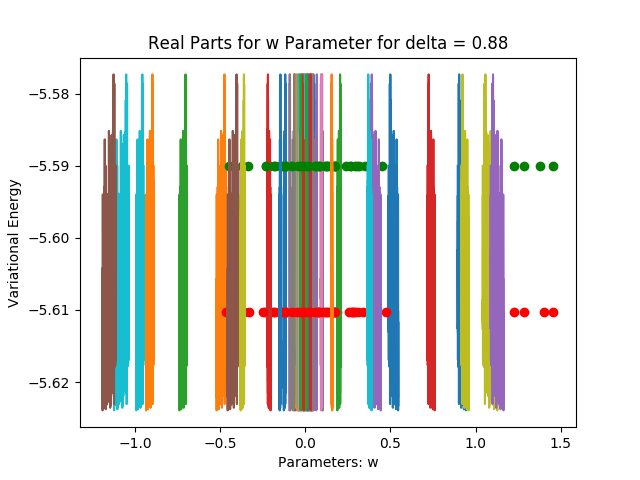 Real Parts for w Parameter for delta = 0.88
Variational Energy
−5.58
−5.59
−5.60
−5.61
−5.62
−1.0 −0.5 0.0 0.5 1.0 1.5
Parameters: w